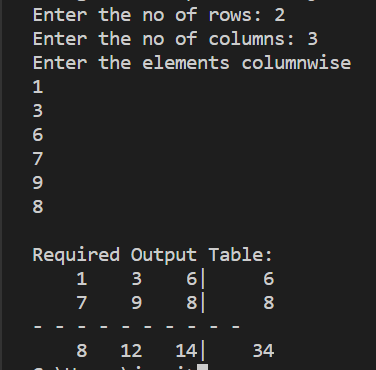 Enter the no of rows: 2
Enter the no of columns: 3
Enter the elements columnwise
1
3
6
7
9
8
Required Output Table:
1 3 6| 6
7 9 8| 8
- - - - - - - - - -
8 12 14| 34